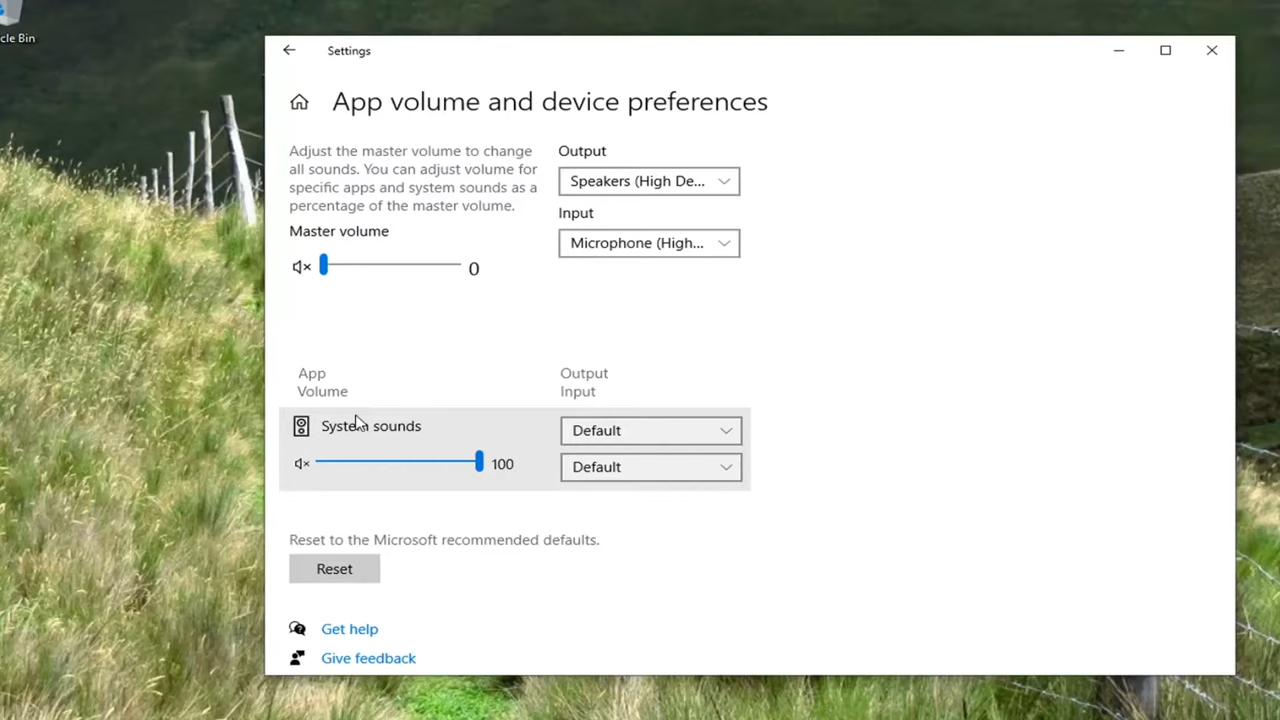 cle Bin
Settings
App volume and device preferences
Adjust the master volume to change
all sounds. You can adjust volume for
specific apps and system sounds as a
percentage of the master volume.
Master volume
0
Output
Speakers (High De...
Input
Microphone (High...
App
Volume
Output
Input
System sounds
100
Default
Default
Reset to the Microsoft recommended defaults.
Reset
Get help
Give feedback